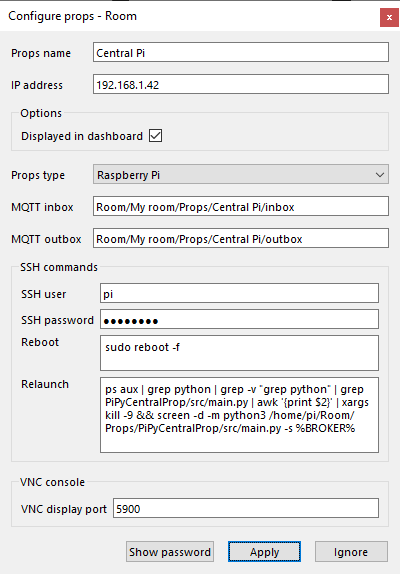 Configure props - Room
x
Props name Central Pi
IP address 192.168.1.42
Options
Displayed in dashboard
Props type Raspberry Pi
MQTT inbox Room/My room/Props/Central Pi/inbox
MQTT outbox Room/My room/Props/Central Pi/outbox
SSH commands
SSH user pi
SSH password ●●●●●●●●
Reboot sudo reboot -f
Relaunch ps aux | grep python | grep -v "grep python" | grep
PiPyCentralProp/src/main.py | awk '{print $2}' | xargs
kill -9 && screen -d -m python3 /home/pi/Room/
Props/PiPyCentralProp/src/main.py -s %BROKER%
VNC console
VNC display port 5900
Show password Apply Ignore